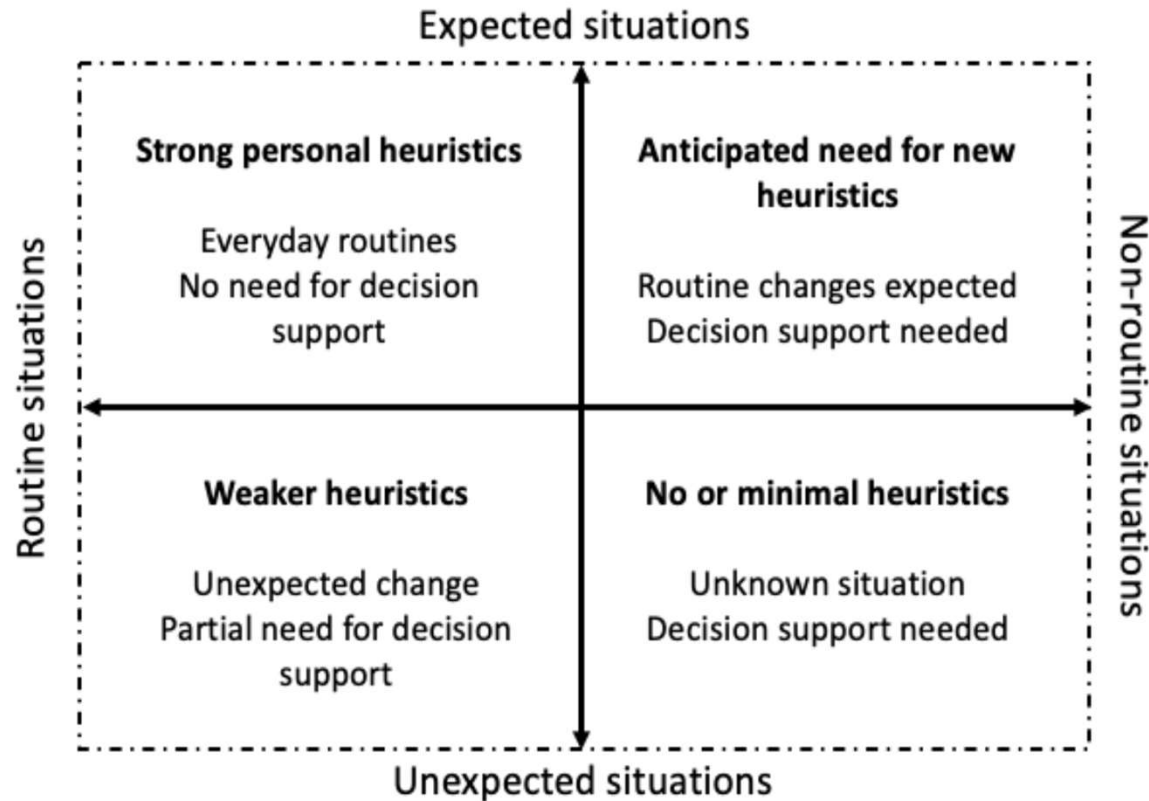 Expected situations
Strong personal heuristics
Everyday routines
No need for decision
support
Anticipated need for new
heuristics
Routine changes expected
Decision support needed
Routine situations
Non-routine situations
Weaker heuristics
Unexpected change
Partial need for decision
support
No or minimal heuristics
Unknown situation
Decision support needed
Unexpected situations